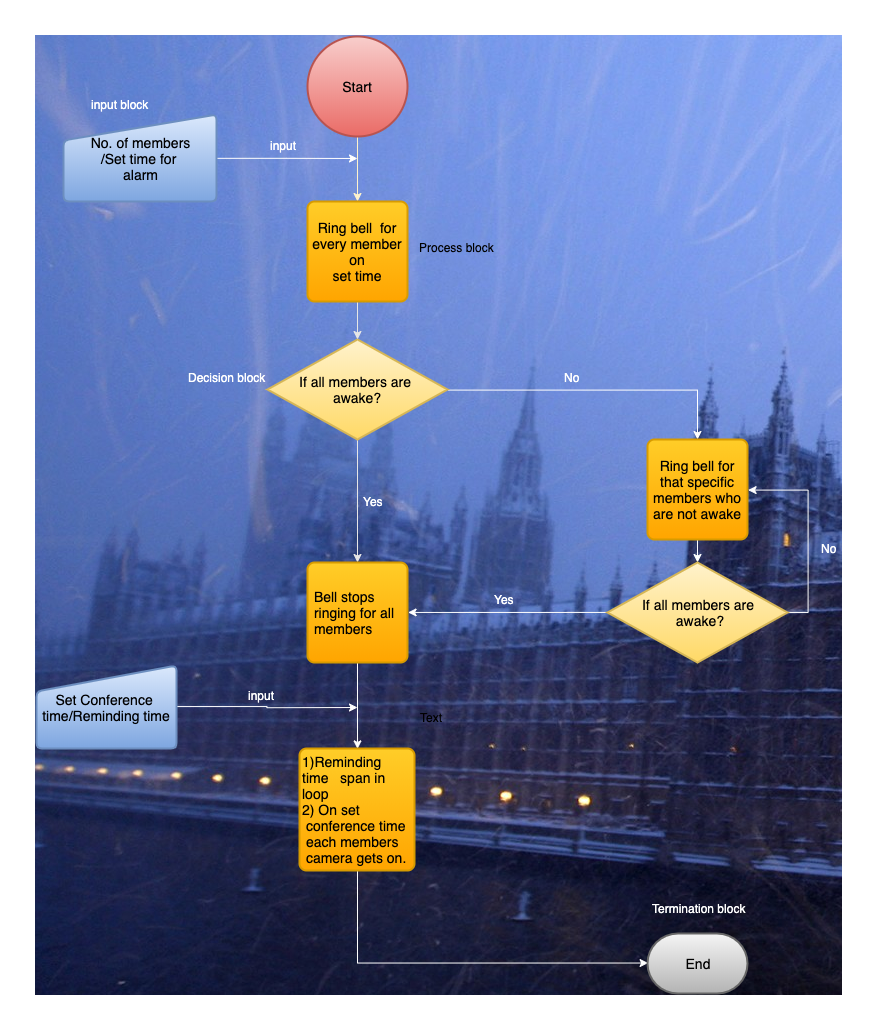 Start
input block
No. of members
/Set time for
alarm
input
Ring bell for
every member
on
set time
Process block
Decision block
If all members are
awake?
No
Ring bell for
that specific
members who
are not awake
Yes
No
Bell stops
ringing for all
members
Yes
If all members are
awake?
Set Conference
time/Reminding time
input
Text
1)Reminding
time span in
loop
2) On set
conference time
each members
camera gets on.
Termination block
End